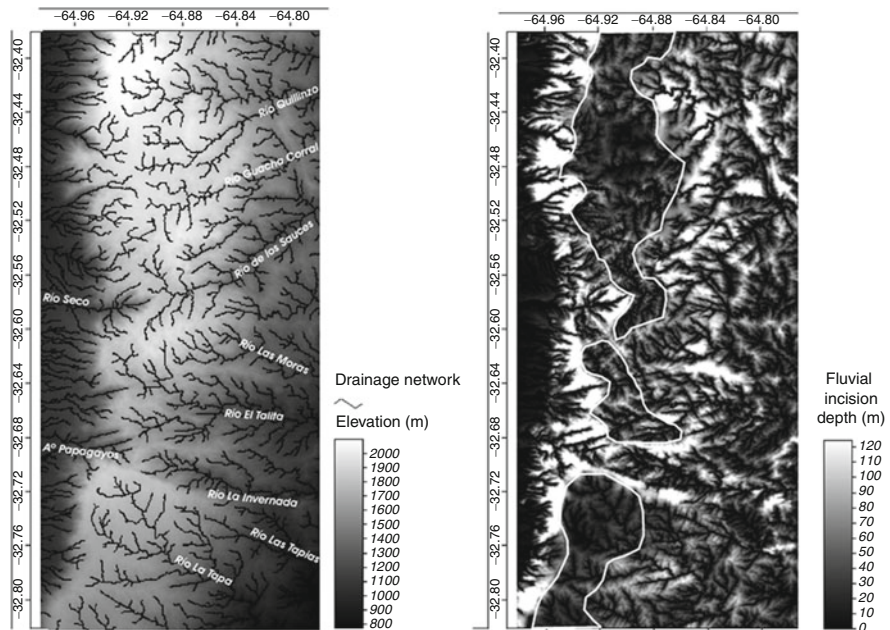 −64.96 −64.92 −64.88 −64.84 −64.80
−32.40
−32.44
−32.48
−32.52
−32.56
−32.60
−32.64
−32.68
−32.72
−32.76
−32.80
Río Quillinzo
Río Guacha Corral
Río de los Sauces
Río Seco
Río Las Moras
Río El Talita
Aº Papagayos
Río La Invernada
Río Las Tapias
Río La Topa
Drainage network
Elevation (m)
2000
1900
1800
1700
1600
1500
1400
1300
1200
1100
1000
900
800
−64.96 −64.92 −64.88 −64.84 −64.80
−32.40
−32.44
−32.48
−32.52
−32.56
−32.60
−32.64
−32.68
−32.72
−32.76
−32.80
Fluvial
incision
depth (m)
120
110
100
90
80
70
60
50
40
30
20
10
0